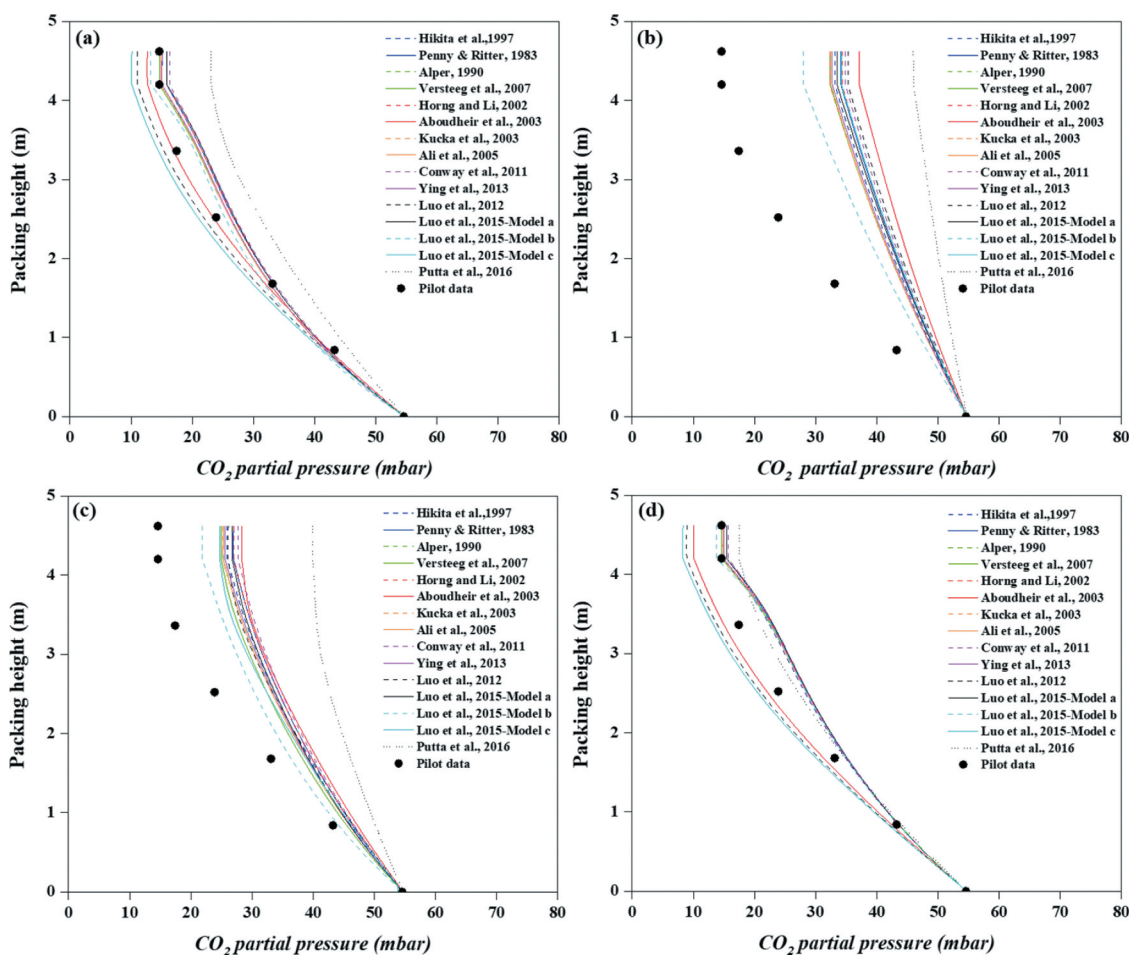 (a)
Hikita et al.,1997
Penny & Ritter, 1983
Alper, 1990
Versteeg et al., 2007
Horng and Li, 2002
Aboudheir et al., 2003
Kucka et al., 2003
Ali et al., 2005
Conway et al., 2011
Ying et al., 2013
Luo et al., 2012
Luo et al., 2015-Model a
Luo et al., 2015-Model b
Luo et al., 2015-Model c
Putta et al., 2016
Pilot data
Packing height (m)
5
4
3
2
1
0
0 10 20 30 40 50 60 70 80
CO2 partial pressure (mbar)
(b)
Hikita et al.,1997
Penny & Ritter, 1983
Alper, 1990
Versteeg et al., 2007
Horng and Li, 2002
Aboudheir et al., 2003
Kucka et al., 2003
Ali et al., 2005
Conway et al., 2011
Ying et al., 2013
Luo et al., 2012
Luo et al., 2015-Model a
Luo et al., 2015-Model b
Luo et al., 2015-Model c
Putta et al., 2016
Pilot data
Packing height (m)
5
4
3
2
1
0
0 10 20 30 40 50 60 70 80
CO2 partial pressure (mbar)
(c)
Hikita et al.,1997
Penny & Ritter, 1983
Alper, 1990
Versteeg et al., 2007
Horng and Li, 2002
Aboudheir et al., 2003
Kucka et al., 2003
Ali et al., 2005
Conway et al., 2011
Ying et al., 2013
Luo et al., 2012
Luo et al., 2015-Model a
Luo et al., 2015-Model b
Luo et al., 2015-Model c
Putta et al., 2016
Pilot data
Packing height (m)
5
4
3
2
1
0
0 10 20 30 40 50 60 70 80
CO2 partial pressure (mbar)
(d)
Hikita et al.,1997
Penny & Ritter, 1983
Alper, 1990
Versteeg et al., 2007
Horng and Li, 2002
Aboudheir et al., 2003
Kucka et al., 2003
Ali et al., 2005
Conway et al., 2011
Ying et al., 2013
Luo et al., 2012
Luo et al., 2015-Model a
Luo et al., 2015-Model b
Luo et al., 2015-Model c
Putta et al., 2016
Pilot data
Packing height (m)
5
4
3
2
1
0
0 10 20 30 40 50 60 70 80
CO2 partial pressure (mbar)